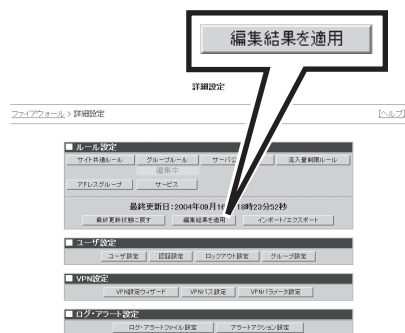 編集結果を適用
詳細設定
ファイアウォール > 詳細設定 [ヘルプ]
■ ルール設定
サイト共通ルール グループルール サーバ公 流入量制限ルール
編集中
アドレスグループ サービス
最終更新日:2004年09月16 18時23分52秒
最終更新状態に戻す 編集結果を適用 インポート/エクスポート
■ ユーザ設定
ユーザ設定 認証設定 ロックアウト設定 グループ設定
■ VPN設定
VPN設定ウィザード VPNパス設定 VPNパラメータ設定
■ ログ・アラート設定
ログ・アラートファイル設定 アラートアクション設定